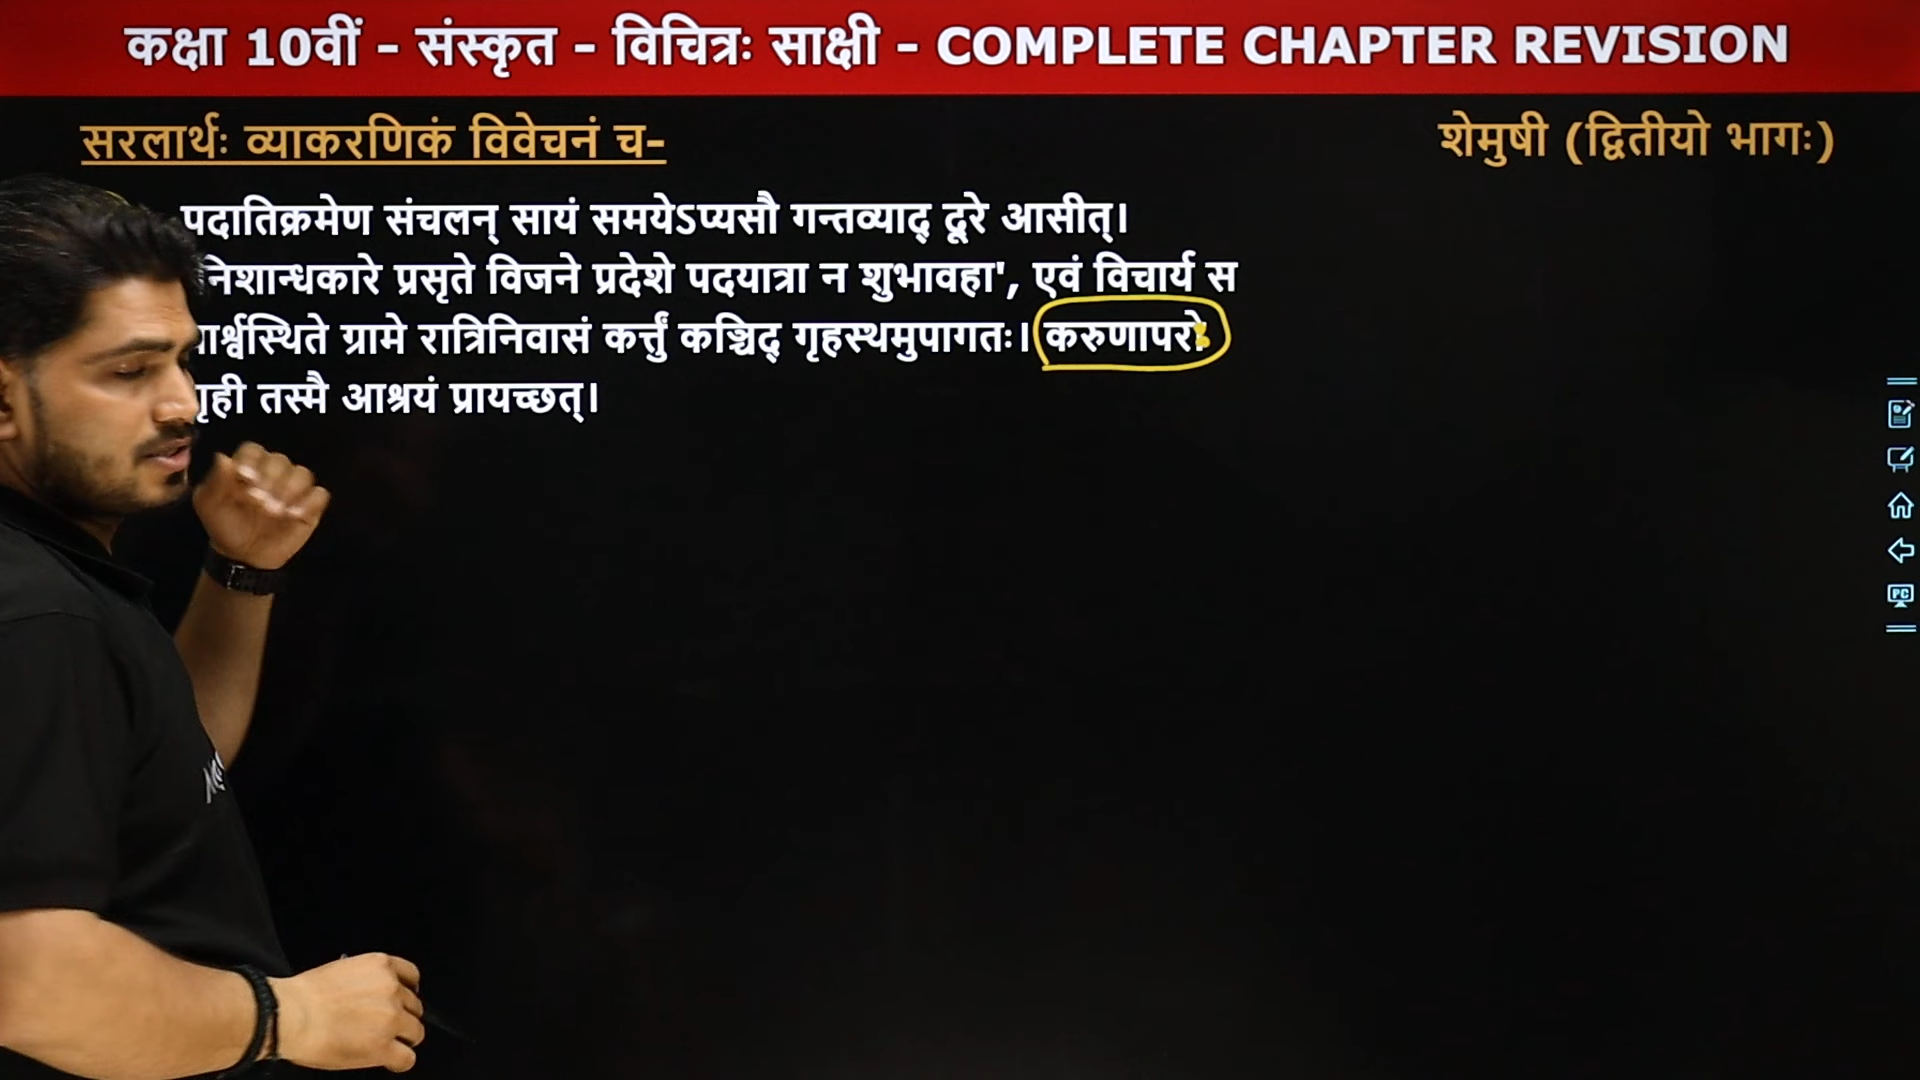 कक्षा 10वीं - संस्कृत - विचित्रः साक्षी - COMPLETE CHAPTER REVISION
सरलार्थः व्याकरणिकं विवेचनं च-
शेमुषी (द्वितीयो भागः)
पदातिक्रमेण संचलन् सायं समयेऽप्यसौ गन्तव्याद् दूरे आसीत्।
निशान्धकारे प्रसृते विजने प्रदेशे पदयात्रा न शुभावहा', एवं विचार्य स
ग्रामे रात्रिनिवासं कर्त्तुं कञ्चिद् गृहस्थमुपागतः। करुणापरो
तस्मै आश्रयं प्रायच्छत्।
PC